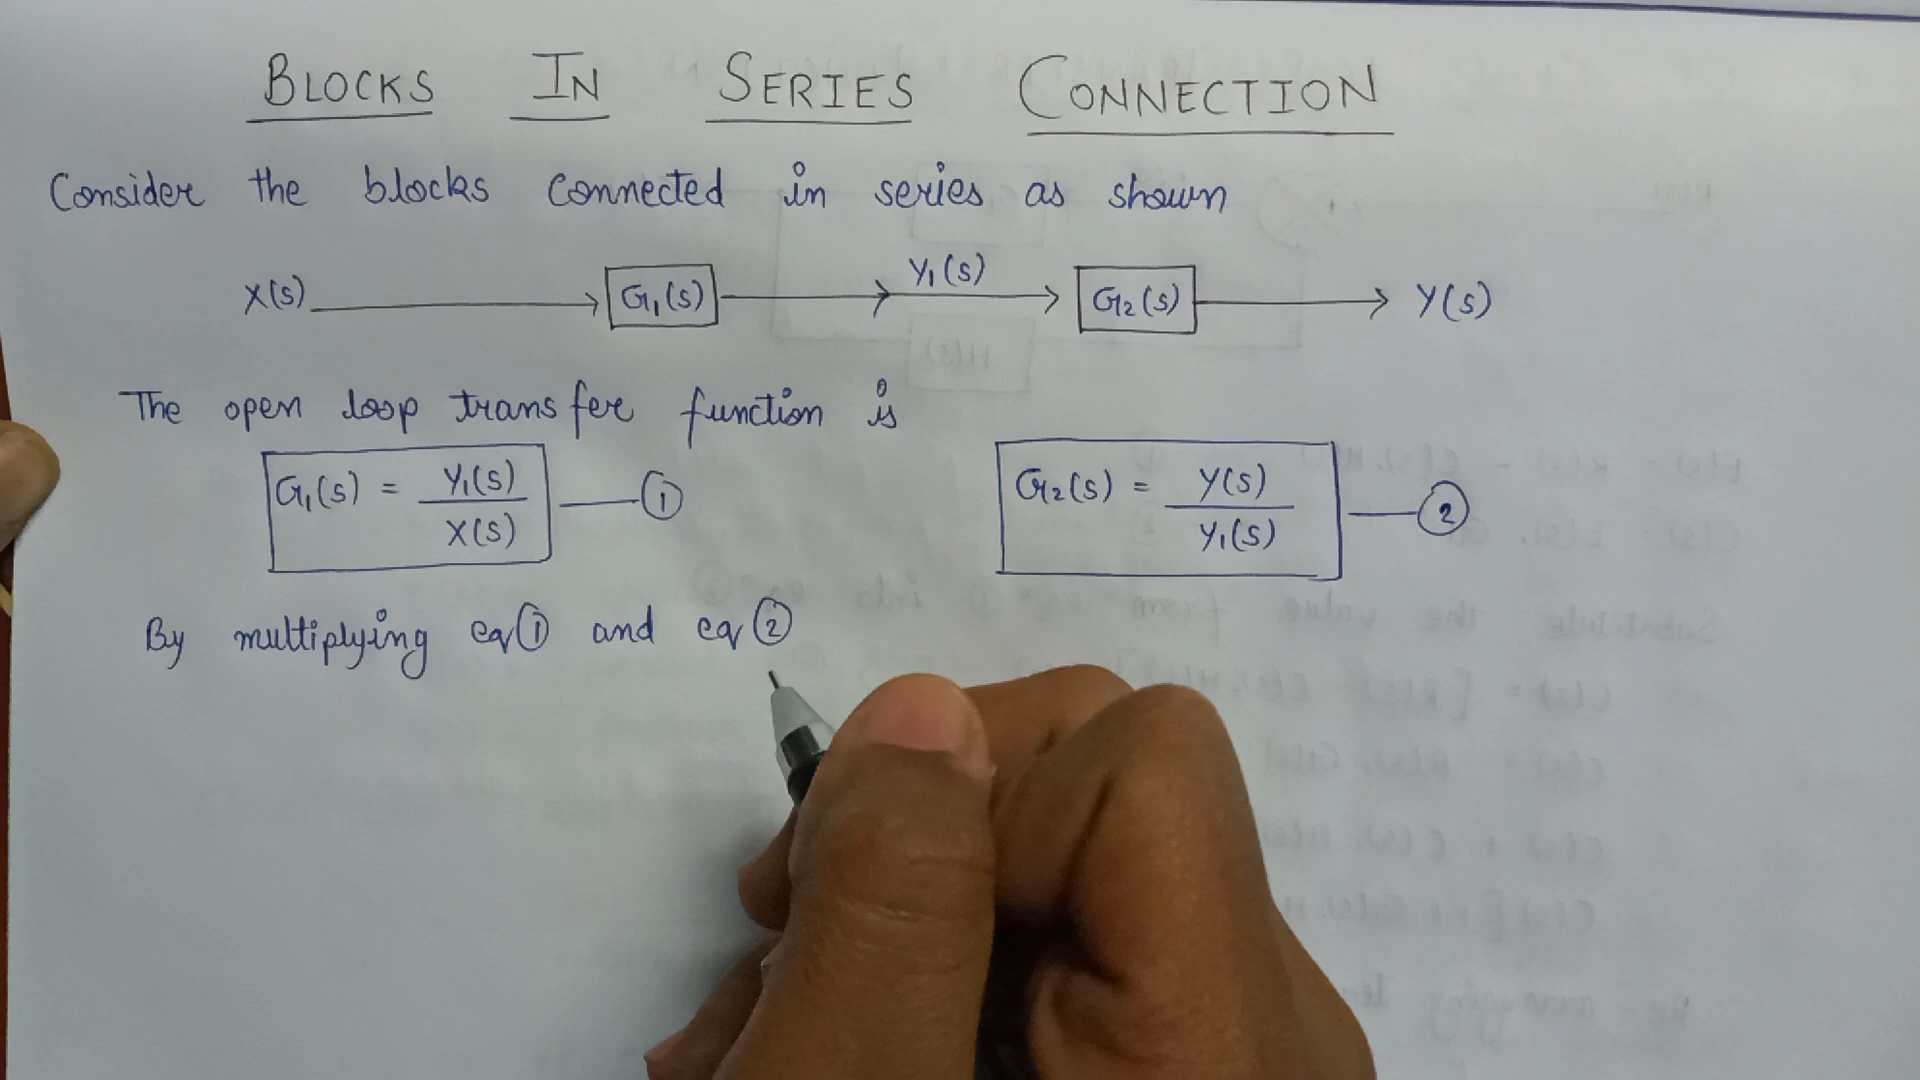 BLOCKS IN SERIES CONNECTION
Consider the blocks connected in series as shown
X(s) G₁(s) Y₁(s) G₂(s) Y(s)
The open loop transfer function is
G₁(s) = Y₁(s) / X(s) — ①
G₂(s) = Y(s) / Y₁(s) — ②
By multiplying eq ① and eq ②